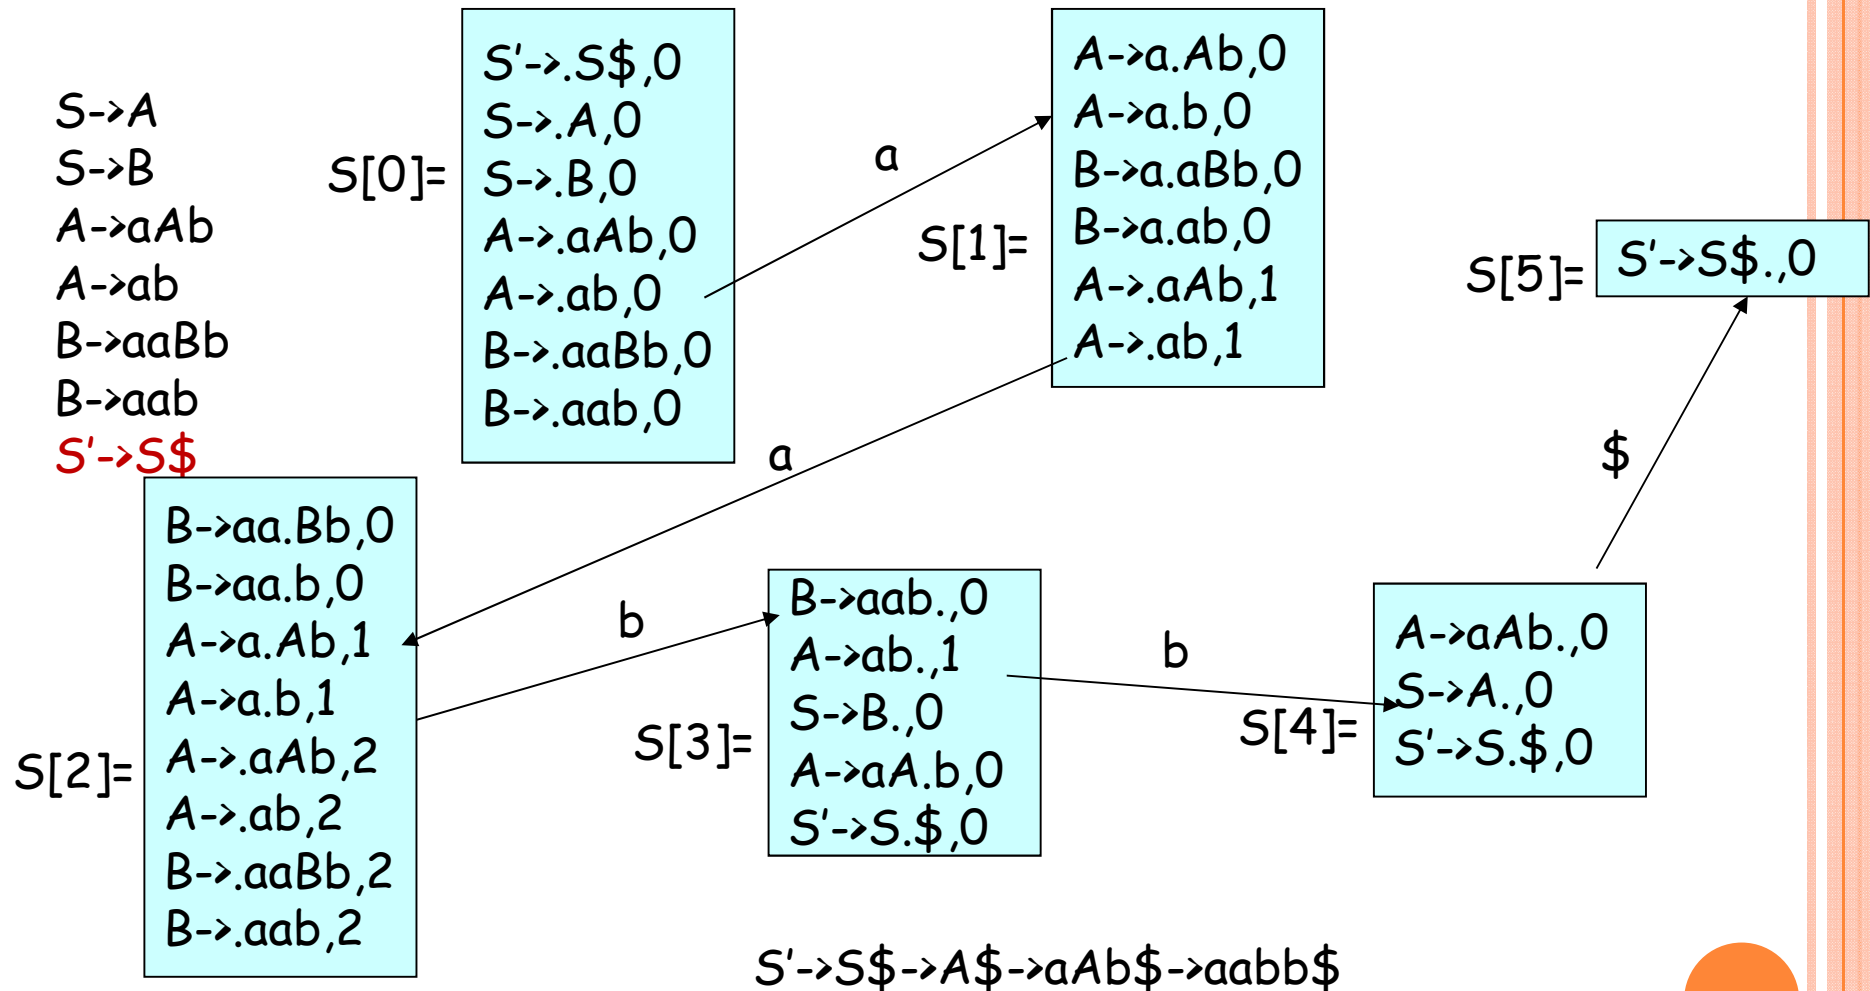 S->A
S->B
A->aAb
A->ab
B->aaBb
B->aab
S'->S$
S[0]=
S'->.S$,0
S->.A,0
S->.B,0
A->.aAb,0
A->.ab,0
B->.aaBb,0
B->.aab,0
a
S[1]=
A->a.Ab,0
A->a.b,0
B->a.aBb,0
B->a.ab,0
A->.aAb,1
A->.ab,1
a
S[2]=
B->aa.Bb,0
B->aa.b,0
A->a.Ab,1
A->a.b,1
A->.aAb,2
A->.ab,2
B->.aaBb,2
B->.aab,2
b
S[3]=
B->aab.,0
A->ab.,1
S->B.,0
A->aA.b,0
S'->S.$,0
b
S[4]=
A->aAb.,0
S->A.,0
S'->S.$,0
$
S[5]=
S'->S$.,0
S'->S$->A$->aAb$->aabb$